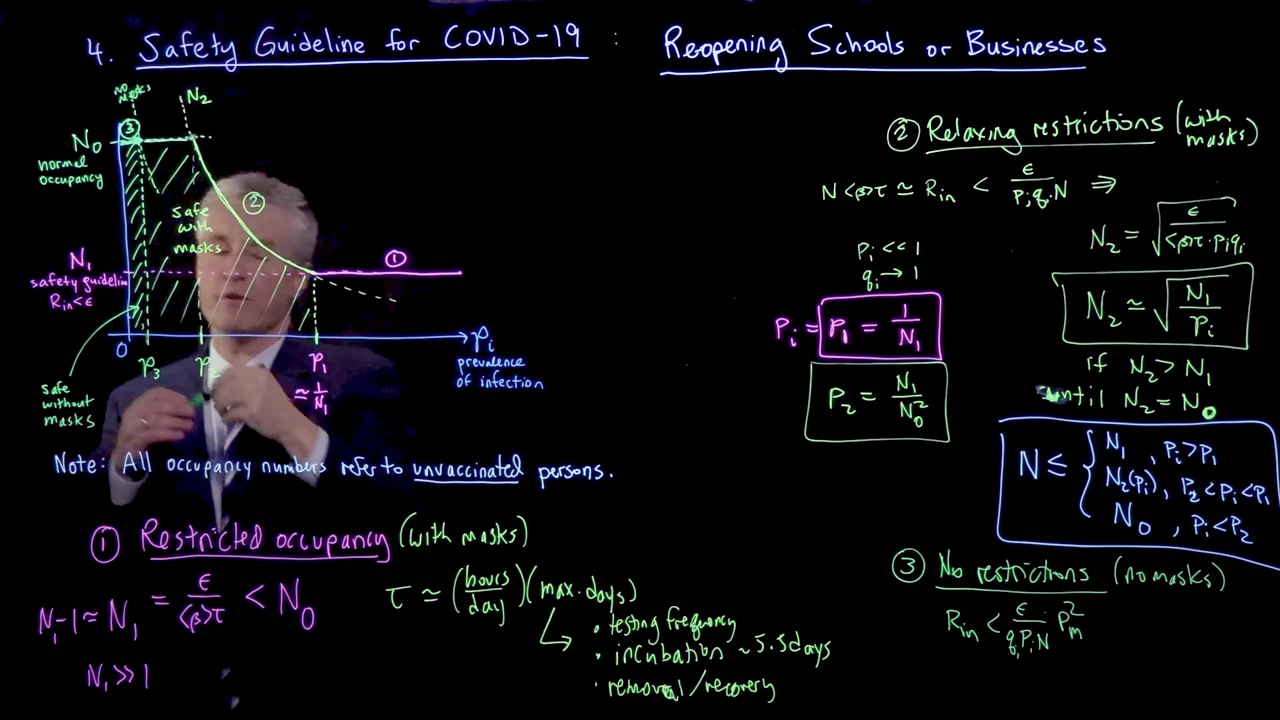 4. Safety Guideline for COVID-19 : Reopening Schools or Businesses
no masks
N₂
③
N₀
normal occupancy
②
safe with masks
N₁
safety guideline
R_in < ε
①
0
p₃
p₁
≃ 1/N₁
p_i
prevalence of infection
safe without masks
Note: All occupancy numbers refer to unvaccinated persons.
① Restricted occupancy (with masks)
N₁-1 ≃ N₁ = ε/(⟨β⟩τ) < N₀
N₁ >> 1
τ ≃ (hours/day)(max. days)
· testing frequency
· incubation ~5.5 days
· removal/recovery
② Relaxing restrictions (with masks)
N<β>τ ≃ R_in < ε/(p_i q_i N) ⇒
N₂ = √(ε/(<β>τ · p_i q_i))
p_i << 1
q_i → 1
N₂ ≃ √(N₁/p_i)
p_i = p₁ = 1/N₁
P₂ = N₁/N₀²
if N₂ > N₁
until N₂ = N₀
N ≤ { N₁ , p_i > p₁
N₂(p_i), p₂ < p_i < p₁
N₀ , p_i < p₂
③ No restrictions (no masks)
R_in < ε/(q_i p_i N) p_m²